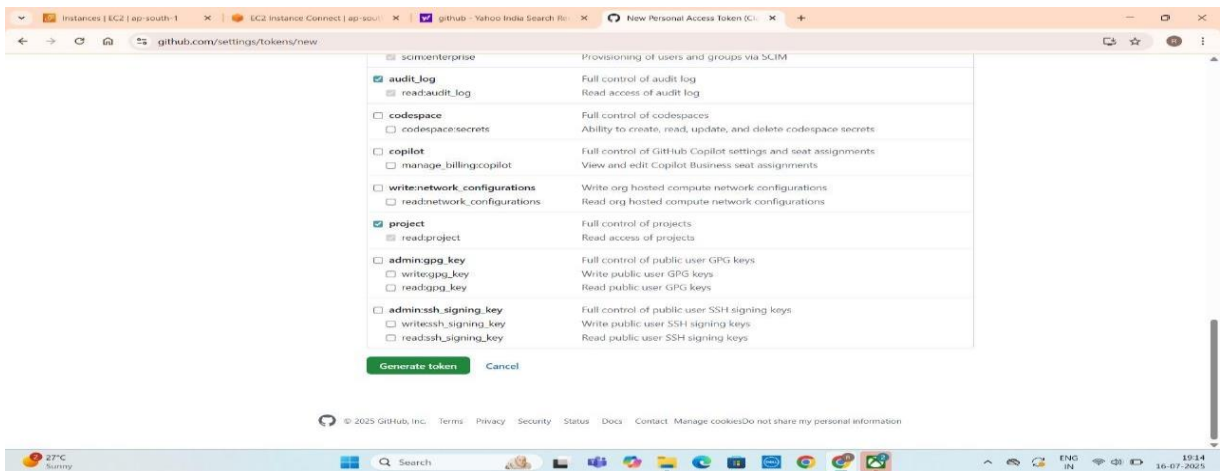 Instances | EC2 | ap-south-1
EC2 Instance Connect | ap-sout
github - Yahoo India Search Re
New Personal Access Token (Cl
github.com/settings/tokens/new
scim:enterprise Provisioning of users and groups via SCIM
audit_log Full control of audit log
read:audit_log Read access of audit log
codespace Full control of codespaces
codespace:secrets Ability to create, read, update, and delete codespace secrets
copilot Full control of GitHub Copilot settings and seat assignments
manage_billing:copilot View and edit Copilot Business seat assignments
write:network_configurations Write org hosted compute network configurations
read:network_configurations Read org hosted compute network configurations
project Full control of projects
read:project Read access of projects
admin:gpg_key Full control of public user GPG keys
write:gpg_key Write public user GPG keys
read:gpg_key Read public user GPG keys
admin:ssh_signing_key Full control of public user SSH signing keys
write:ssh_signing_key Write public user SSH signing keys
read:ssh_signing_key Read public user SSH signing keys
Generate token Cancel
© 2025 GitHub, Inc. Terms Privacy Security Status Docs Contact Manage cookies Do not share my personal information
27°C
Sunny
Search
ENG
IN
19:14
16-07-2025